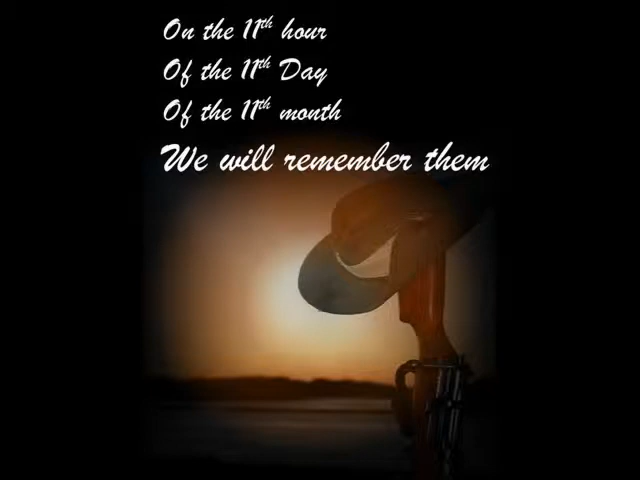 On the 11th hour
Of the 11th Day
Of the 11th month
We will remember them